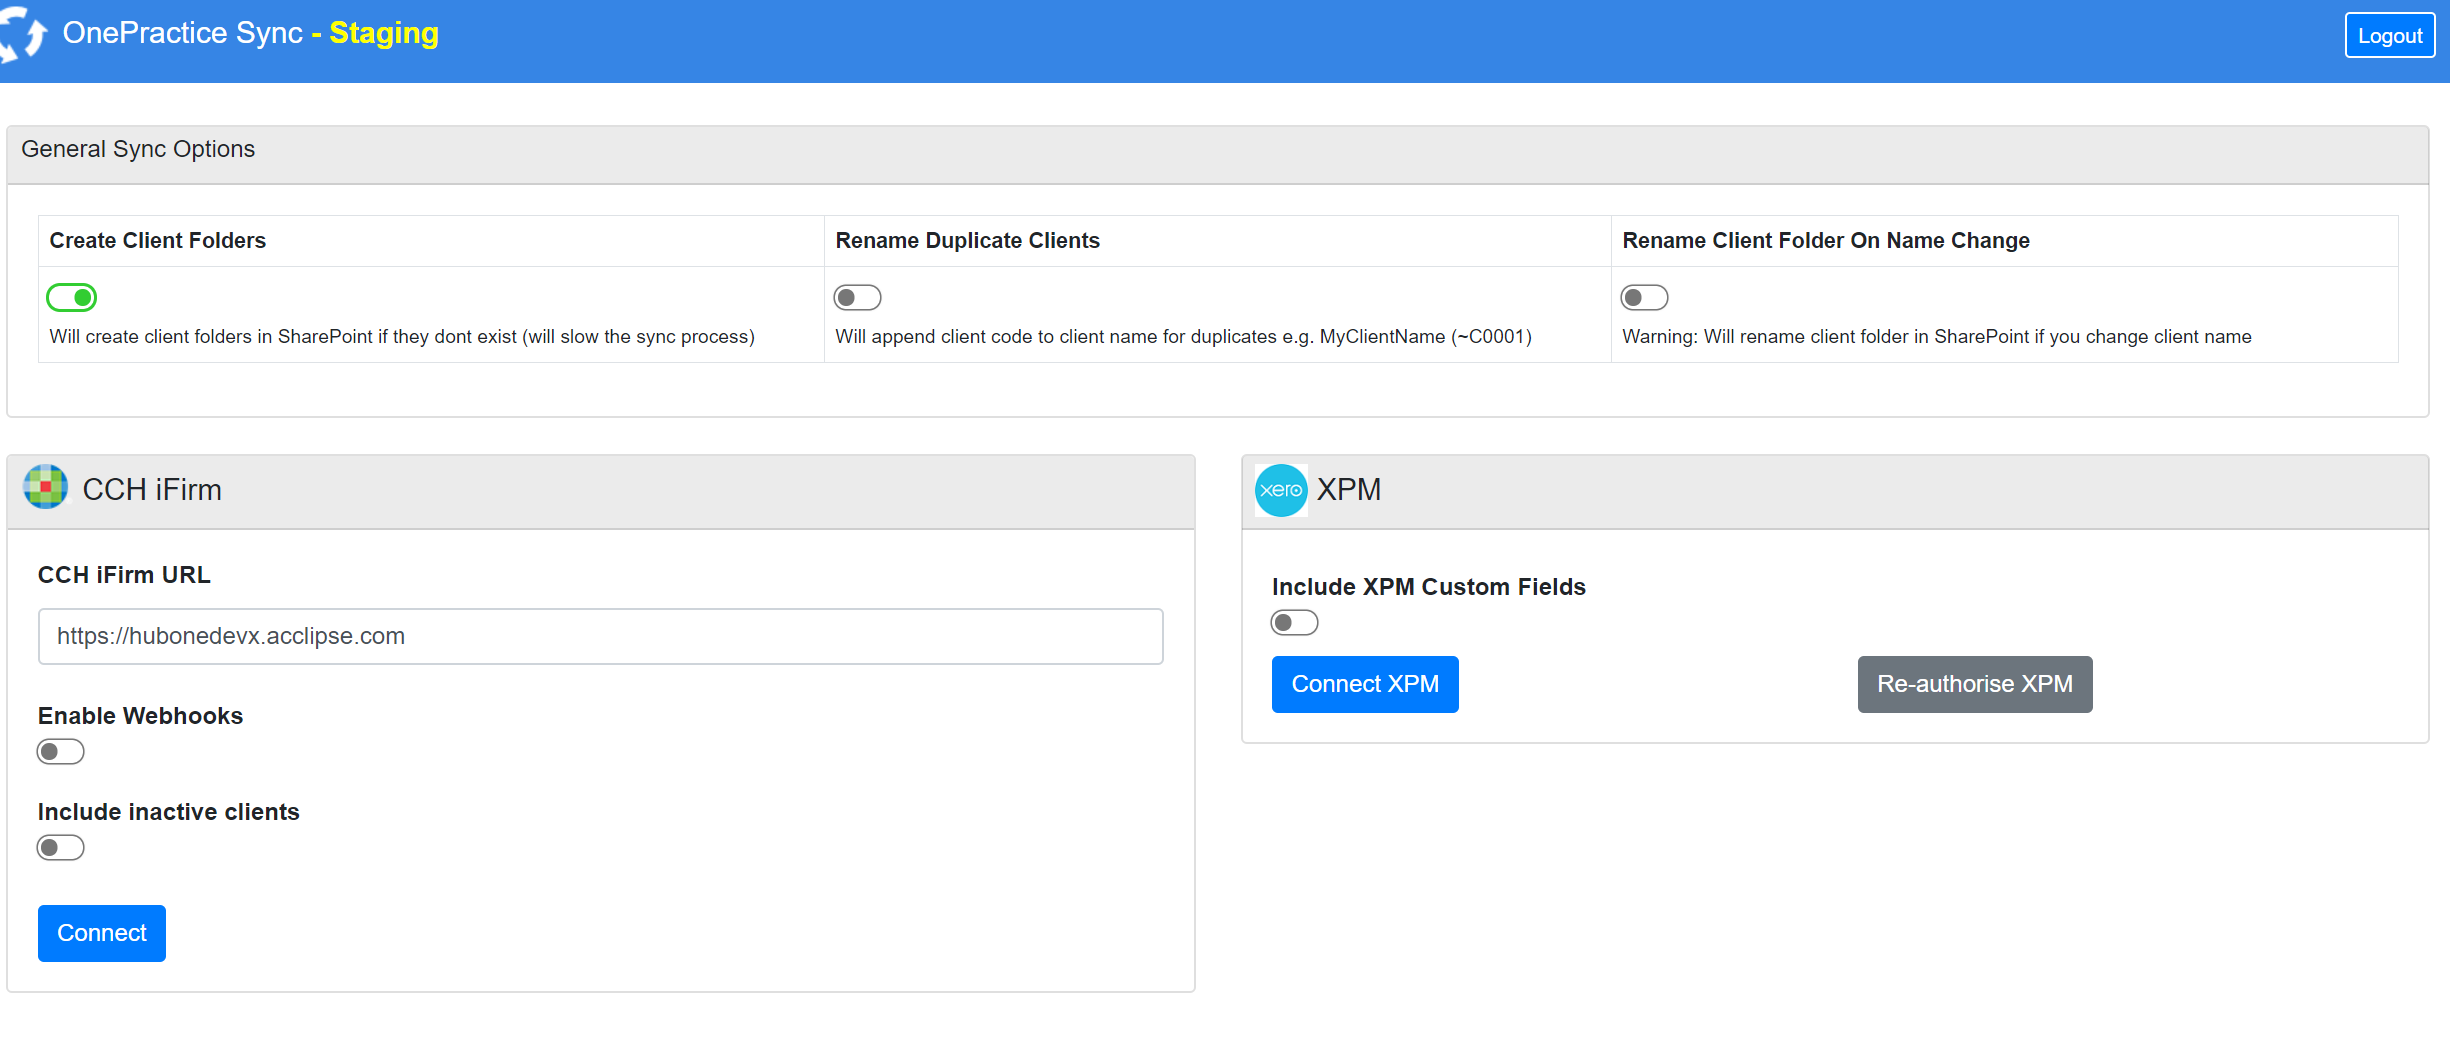 OnePractice Sync - Staging
Logout
General Sync Options
Create Client Folders
Rename Duplicate Clients
Rename Client Folder On Name Change
Will create client folders in SharePoint if they dont exist (will slow the sync process)
Will append client code to client name for duplicates e.g. MyClientName (~C0001)
Warning: Will rename client folder in SharePoint if you change client name
CCH iFirm
CCH iFirm URL
https://hubonedevx.acclipse.com
Enable Webhooks
Include inactive clients
Connect
xero XPM
Include XPM Custom Fields
Connect XPM
Re-authorise XPM